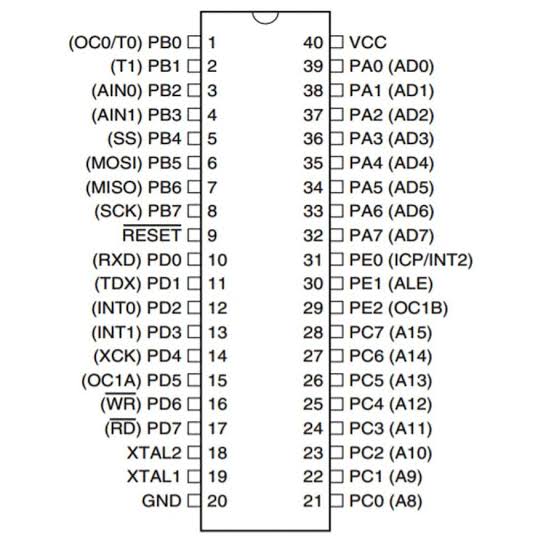 (OC0/T0) PB0 1 40 VCC
(T1) PB1 2 39 PA0 (AD0)
(AIN0) PB2 3 38 PA1 (AD1)
(AIN1) PB3 4 37 PA2 (AD2)
(SS) PB4 5 36 PA3 (AD3)
(MOSI) PB5 6 35 PA4 (AD4)
(MISO) PB6 7 34 PA5 (AD5)
(SCK) PB7 8 33 PA6 (AD6)
RESET 9 32 PA7 (AD7)
(RXD) PD0 10 31 PE0 (ICP/INT2)
(TDX) PD1 11 30 PE1 (ALE)
(INT0) PD2 12 29 PE2 (OC1B)
(INT1) PD3 13 28 PC7 (A15)
(XCK) PD4 14 27 PC6 (A14)
(OC1A) PD5 15 26 PC5 (A13)
(WR) PD6 16 25 PC4 (A12)
(RD) PD7 17 24 PC3 (A11)
XTAL2 18 23 PC2 (A10)
XTAL1 19 22 PC1 (A9)
GND 20 21 PC0 (A8)